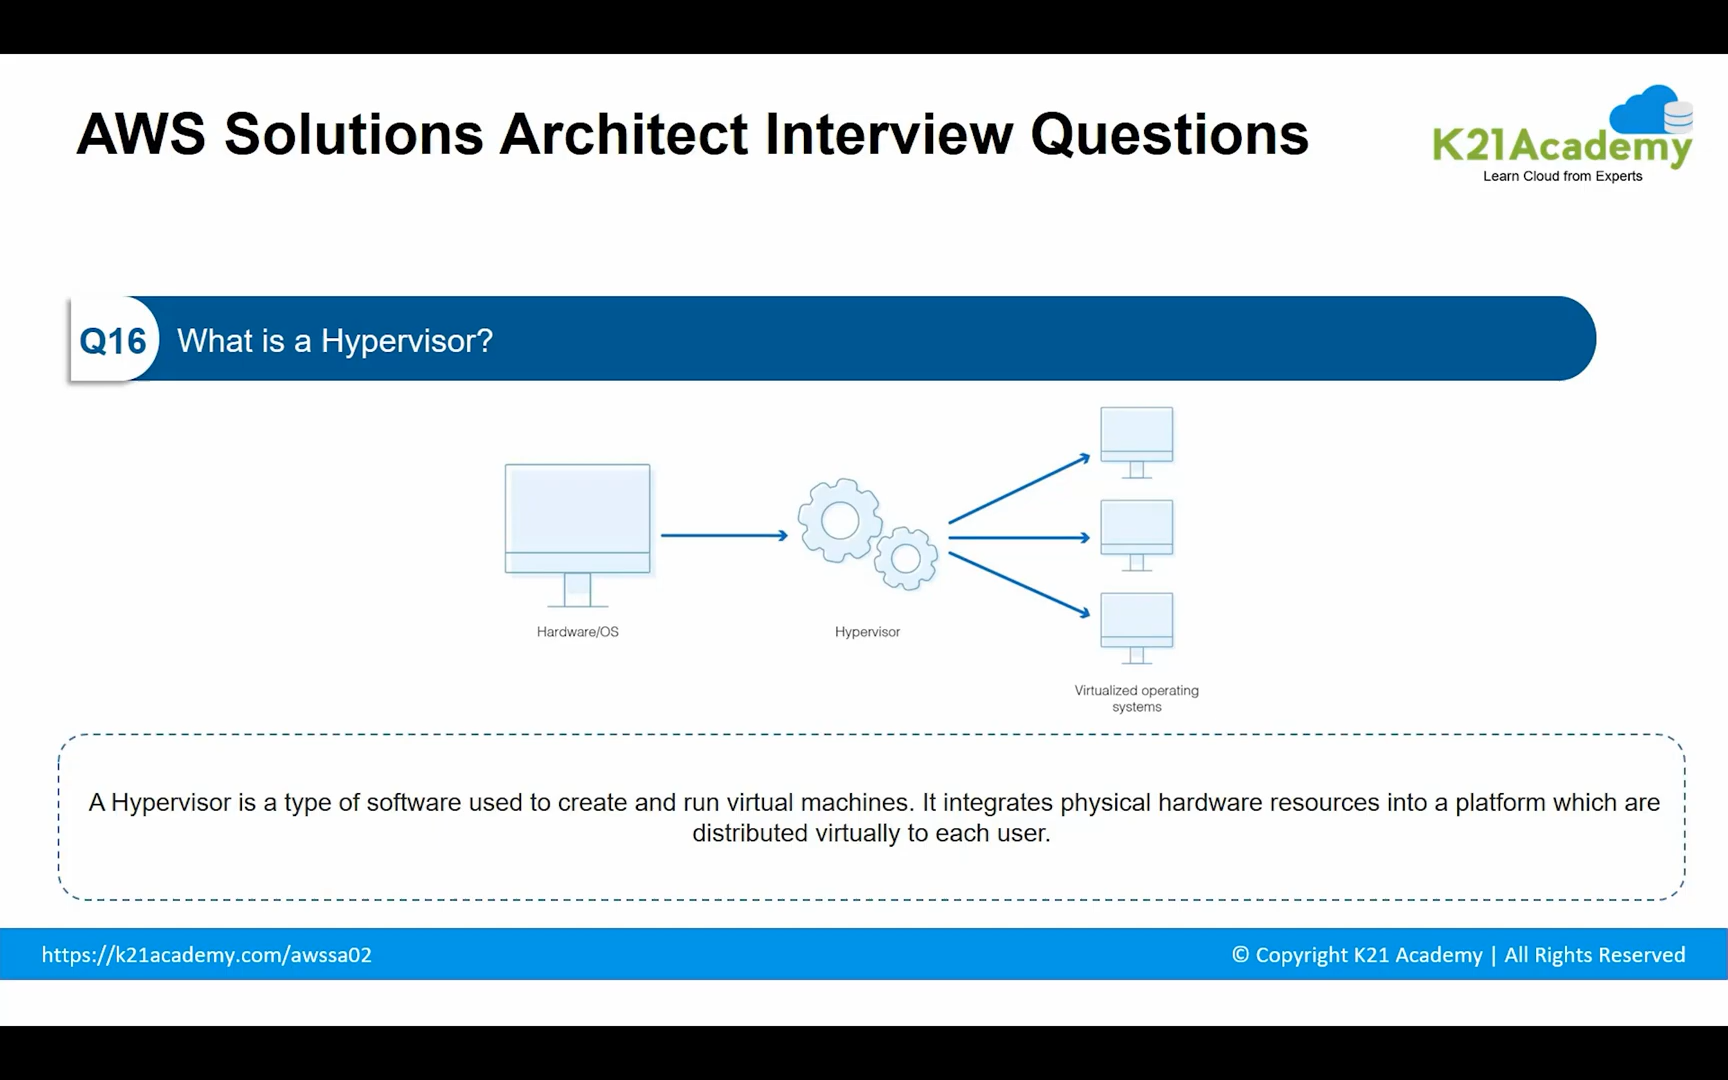 AWS Solutions Architect Interview Questions
K21Academy
Learn Cloud from Experts
Q16 What is a Hypervisor?
Hardware/OS
Hypervisor
Virtualized operating
systems
A Hypervisor is a type of software used to create and run virtual machines. It integrates physical hardware resources into a platform which are
distributed virtually to each user.
https://k21academy.com/awssa02
© Copyright K21 Academy | All Rights Reserved